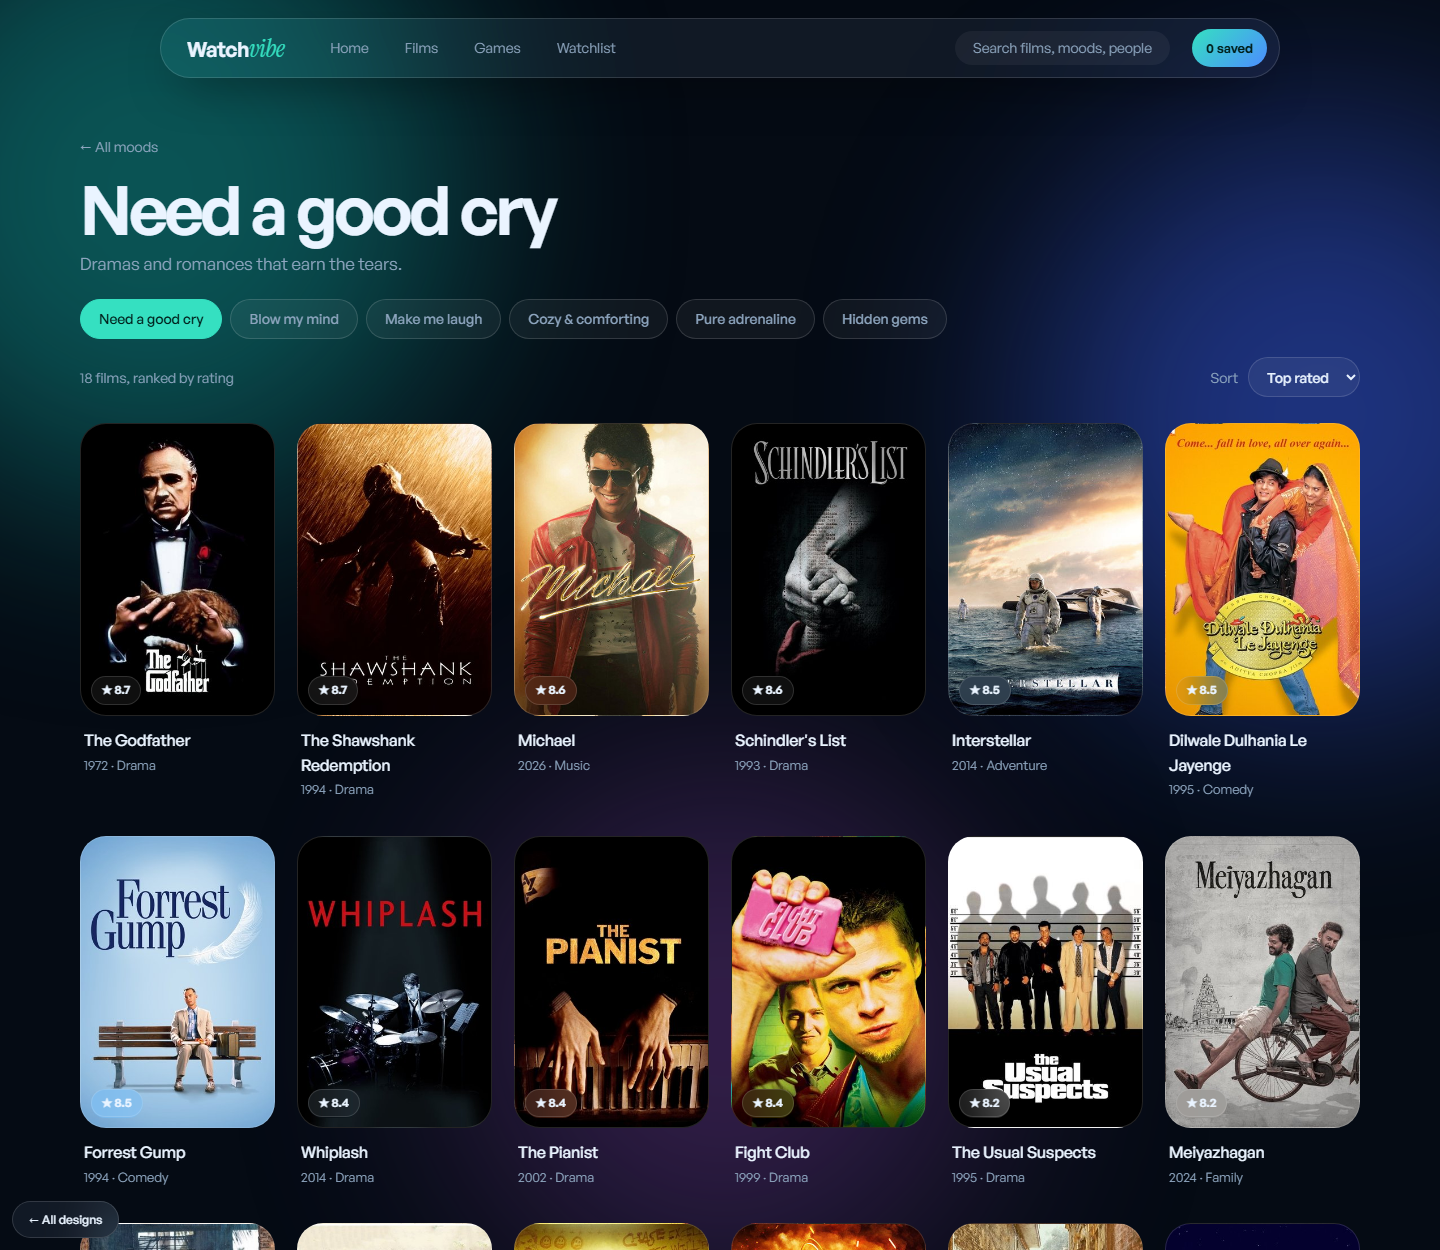 Watchvibe Home Films Games Watchlist Search films, moods, people 0 saved
← All moods
Need a good cry
Dramas and romances that earn the tears.
Need a good cry Blow my mind Make me laugh Cozy & comforting Pure adrenaline Hidden gems
18 films, ranked by rating Sort Top rated
SCHINDLER'S LIST
Come... fall in love, all over again...
Michael
Dilwale Dulhania
Le Jayenge
The
Godfather
THE
SHAWSHANK
★ 8.7 ★ 8.7 ★ 8.6 ★ 8.6 ★ 8.5 ★ 8.5
The Godfather
1972 · Drama
The Shawshank
Redemption
1994 · Drama
Michael
2026 · Music
Schindler's List
1993 · Drama
Interstellar
2014 · Adventure
Dilwale Dulhania Le
Jayenge
1995 · Comedy
Forrest
Gump
WHIPLASH
THE
PIANIST
FIGHT
CLUB
the
Usual
Suspects
Meiyazhagan
★ 8.5 ★ 8.4 ★ 8.4 ★ 8.4 ★ 8.2 ★ 8.2
Forrest Gump
1994 · Comedy
Whiplash
2014 · Drama
The Pianist
2002 · Drama
Fight Club
1999 · Drama
The Usual Suspects
1995 · Drama
Meiyazhagan
2024 · Family
← All designs